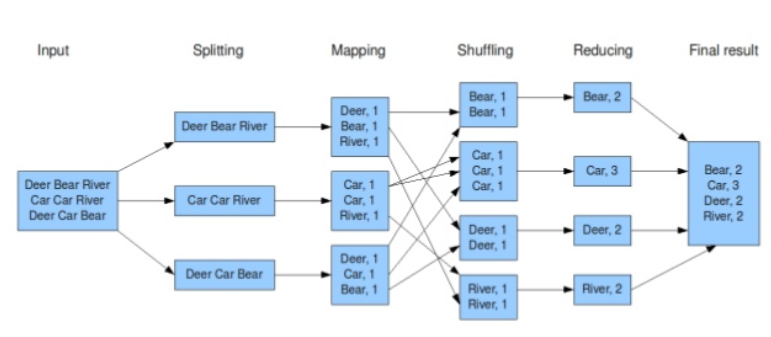 Input
Splitting
Mapping
Shuffling
Reducing
Final result
Deer Bear River
Car Car River
Deer Car Bear
Deer Bear River
Car Car River
Deer Car Bear
Deer, 1
Bear, 1
River, 1
Car, 1
Car, 1
River, 1
Deer, 1
Car, 1
Bear, 1
Bear, 1
Bear, 1
Car, 1
Car, 1
Car, 1
Deer, 1
Deer, 1
River, 1
River, 1
Bear, 2
Car, 3
Deer, 2
River, 2
Bear, 2
Car, 3
Deer, 2
River, 2